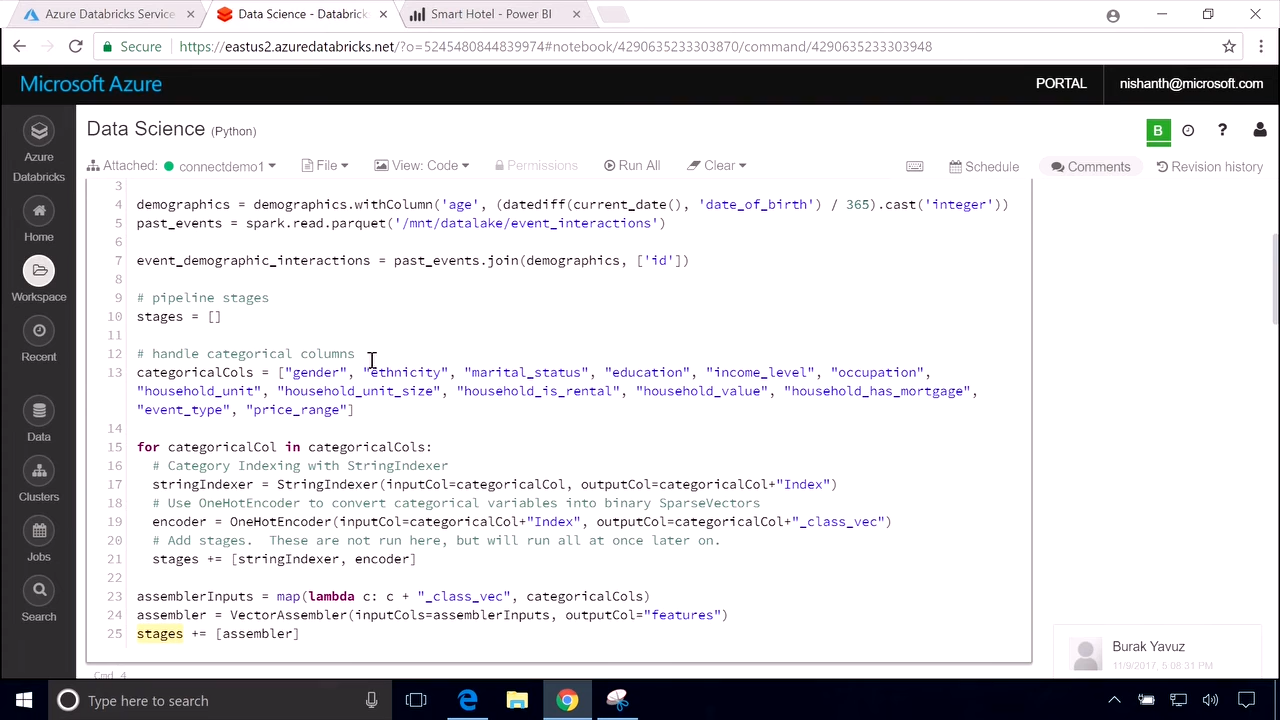 Azure Databricks Service
Data Science - Databrick
Smart Hotel - Power BI
Secure
https://eastus2.azuredatabricks.net/?o=5245480844839974#notebook/4290635233303870/command/4290635233303948
Microsoft Azure
PORTAL
nishanth@microsoft.com
Azure
Databricks
Home
Workspace
Recent
Data
Clusters
Jobs
Search
Data Science (Python)
B
?
Attached: connectdemo1
File
View: Code
Permissions
Run All
Clear
Schedule
Comments
Revision history
3
4 demographics = demographics.withColumn('age', (datediff(current_date(), 'date_of_birth') / 365).cast('integer'))
5 past_events = spark.read.parquet('/mnt/datalake/event_interactions')
6
7 event_demographic_interactions = past_events.join(demographics, ['id'])
8
9 # pipeline stages
10 stages = []
11
12 # handle categorical columns
13 categoricalCols = ["gender", "ethnicity", "marital_status", "education", "income_level", "occupation",
"household_unit", "household_unit_size", "household_is_rental", "household_value", "household_has_mortgage",
"event_type", "price_range"]
14
15 for categoricalCol in categoricalCols:
16 # Category Indexing with StringIndexer
17 stringIndexer = StringIndexer(inputCol=categoricalCol, outputCol=categoricalCol+"Index")
18 # Use OneHotEncoder to convert categorical variables into binary SparseVectors
19 encoder = OneHotEncoder(inputCol=categoricalCol+"Index", outputCol=categoricalCol+"_class_vec")
20 # Add stages.  These are not run here, but will run all at once later on.
21 stages += [stringIndexer, encoder]
22
23 assemblerInputs = map(lambda c: c + "_class_vec", categoricalCols)
24 assembler = VectorAssembler(inputCols=assemblerInputs, outputCol="features")
25 stages += [assembler]
Cmd 4
Burak Yavuz
11/9/2017, 5:08:31 PM
Type here to search